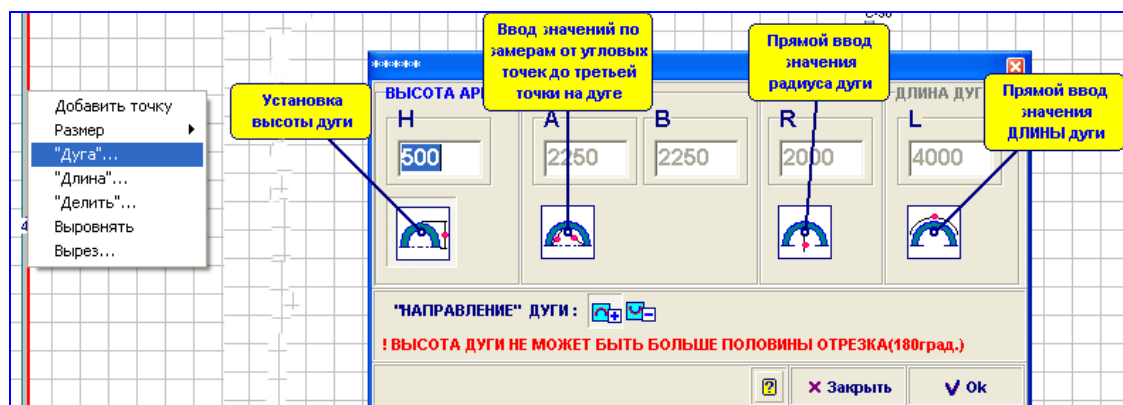 С-30
Ввод значений по
замерам от угловых
точек до третьей
точки на дуге
Прямой ввод
значения
радиуса дуги
******
Добавить точку
Размер
"Дуга"...
"Длина"...
"Делить"...
Выровнять
Вырез...
4
Установка
высоты дуги
ВЫСОТА АР
ДЛИНА ДУГ
Прямой ввод
значения
ДЛИНЫ дуги
H
A
B
R
L
500
2250
2250
2000
4000
"НАПРАВЛЕНИЕ" ДУГИ :
! ВЫСОТА ДУГИ НЕ МОЖЕТ БЫТЬ БОЛЬШЕ ПОЛОВИНЫ ОТРЕЗКА(180град.)
? Закрыть Ok